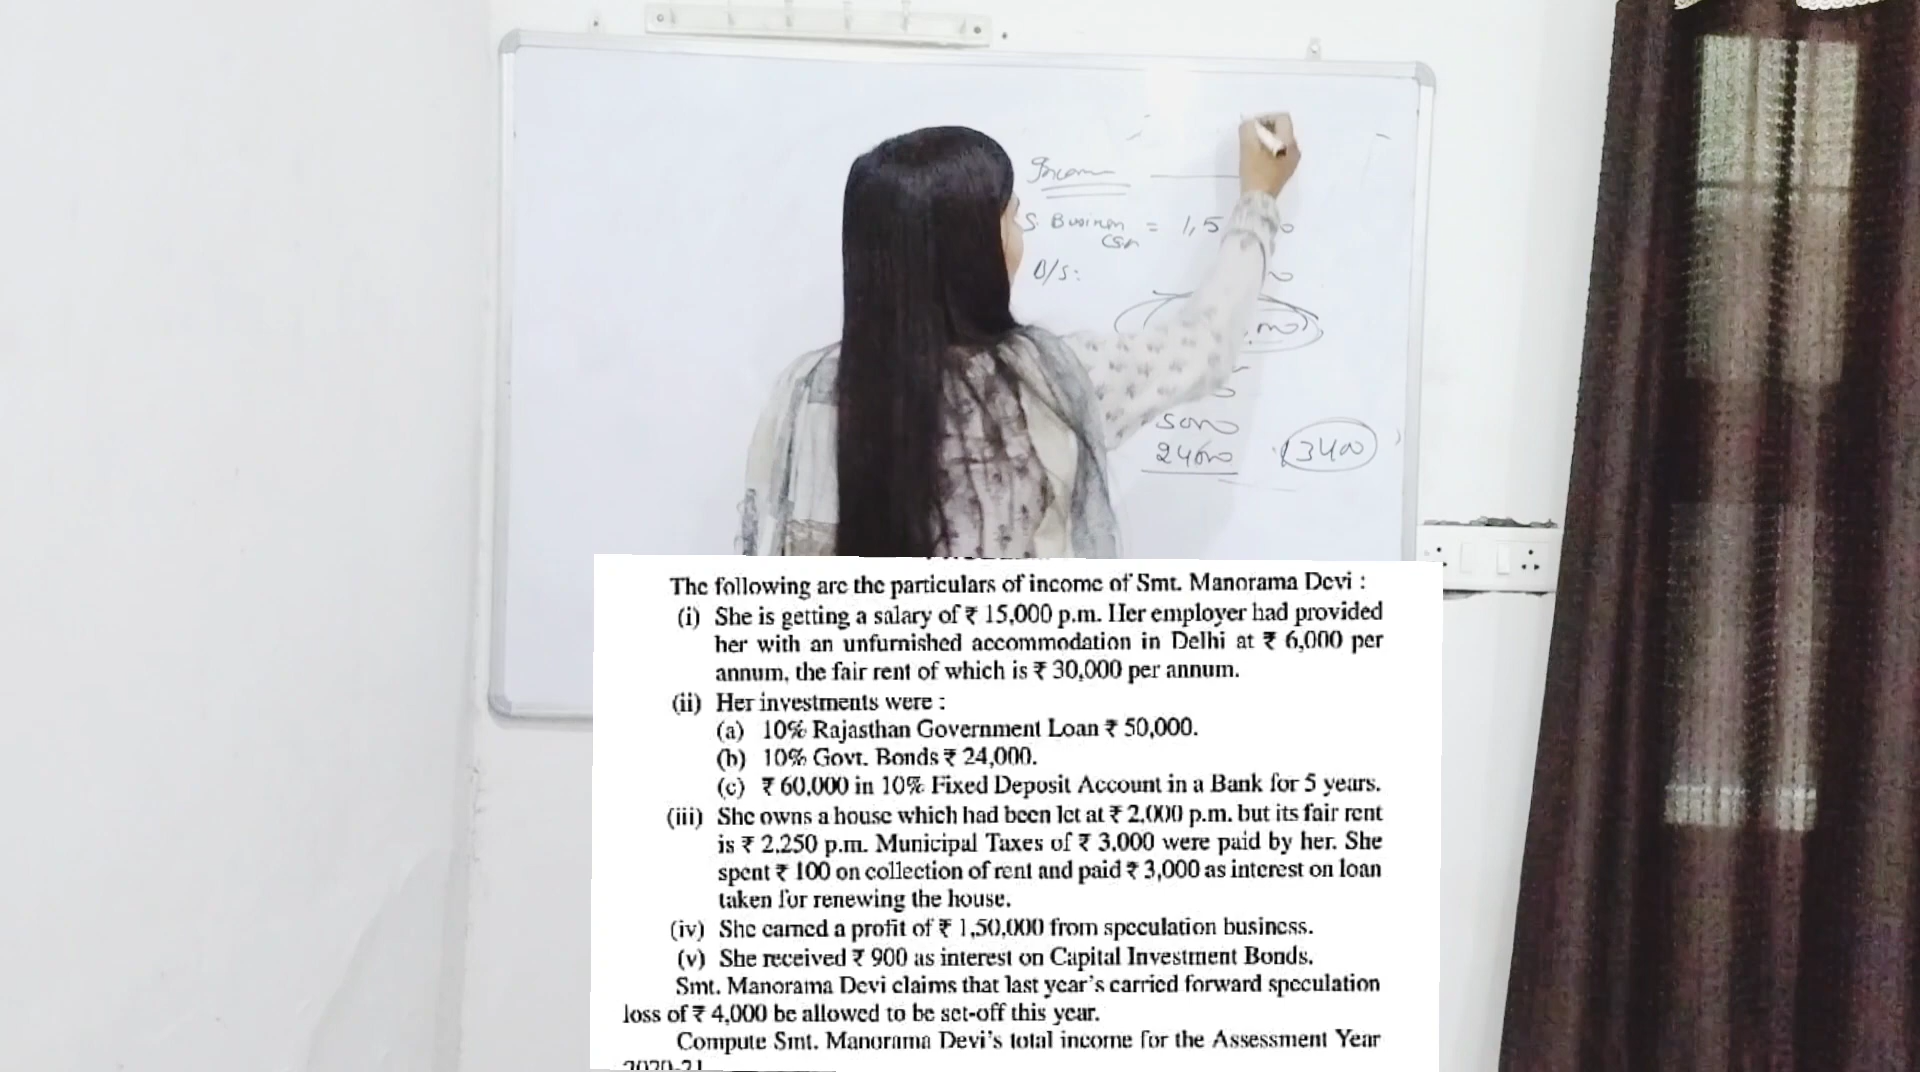 Income
S. Business = 1,5
B/S:
5000
2400
13400
The following are the particulars of income of Smt. Manorama Devi :
(i) She is getting a salary of ₹ 15,000 p.m. Her employer had provided
her with an unfurnished accommodation in Delhi at ₹ 6,000 per
annum, the fair rent of which is ₹ 30,000 per annum.
(ii) Her investments were :
(a) 10% Rajasthan Government Loan ₹ 50,000.
(b) 10% Govt. Bonds ₹ 24,000.
(c) ₹ 60,000 in 10% Fixed Deposit Account in a Bank for 5 years.
(iii) She owns a house which had been let at ₹ 2,000 p.m. but its fair rent
is ₹ 2,250 p.m. Municipal Taxes of ₹ 3,000 were paid by her. She
spent ₹ 100 on collection of rent and paid ₹ 3,000 as interest on loan
taken for renewing the house.
(iv) She earned a profit of ₹ 1,50,000 from speculation business.
(v) She received ₹ 900 as interest on Capital Investment Bonds.
Smt. Manorama Devi claims that last year's carried forward speculation
loss of ₹ 4,000 be allowed to be set-off this year.
Compute Smt. Manorama Devi's total income for the Assessment Year
2020-21